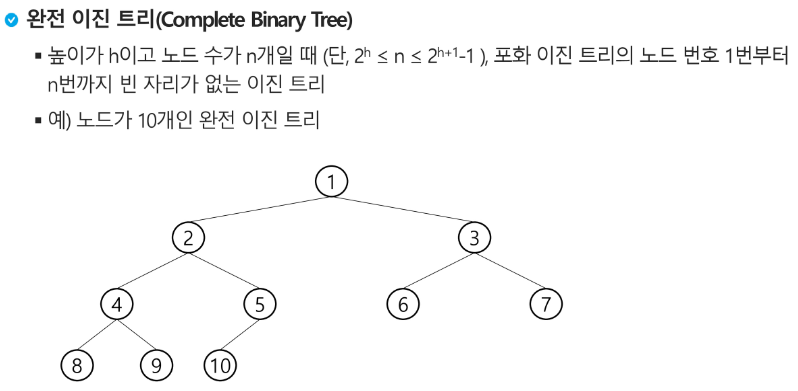 완전 이진 트리(Complete Binary Tree)
▪ 높이가 h이고 노드 수가 n개일 때 (단, 2ʰ ≤ n ≤ 2ʰ⁺¹-1 ), 포화 이진 트리의 노드 번호 1번부터
n번까지 빈 자리가 없는 이진 트리
▪ 예) 노드가 10개인 완전 이진 트리
1
2 3
4 5 6 7
8 9 10